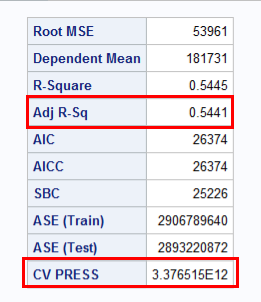 Root MSE 53961
Dependent Mean 181731
R-Square 0.5445
Adj R-Sq 0.5441
AIC 26374
AICC 26374
SBC 25226
ASE (Train) 2906789640
ASE (Test) 2893220872
CV PRESS 3.376515E12